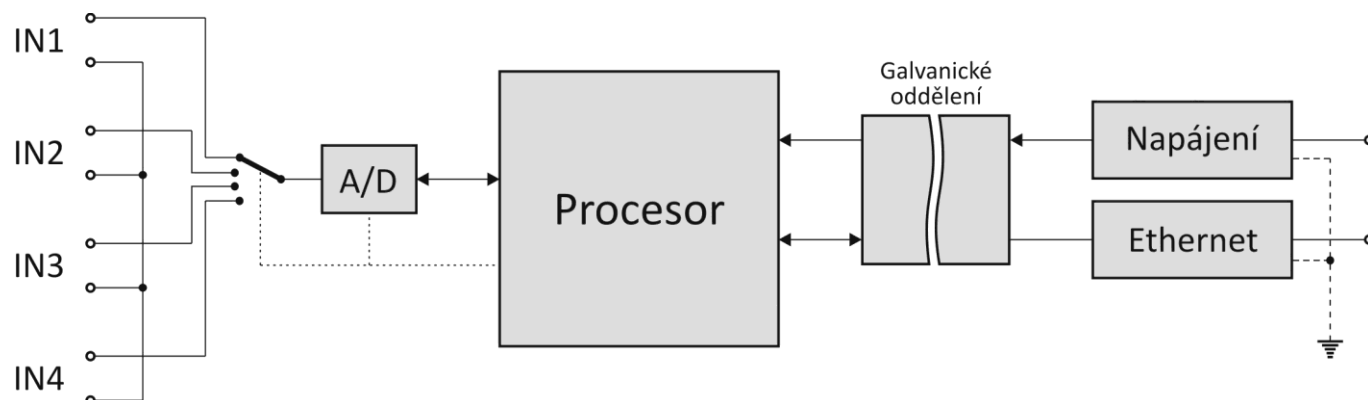 IN1
IN2
IN3
IN4
A/D
Procesor
Galvanické
oddělení
Napájení
Ethernet